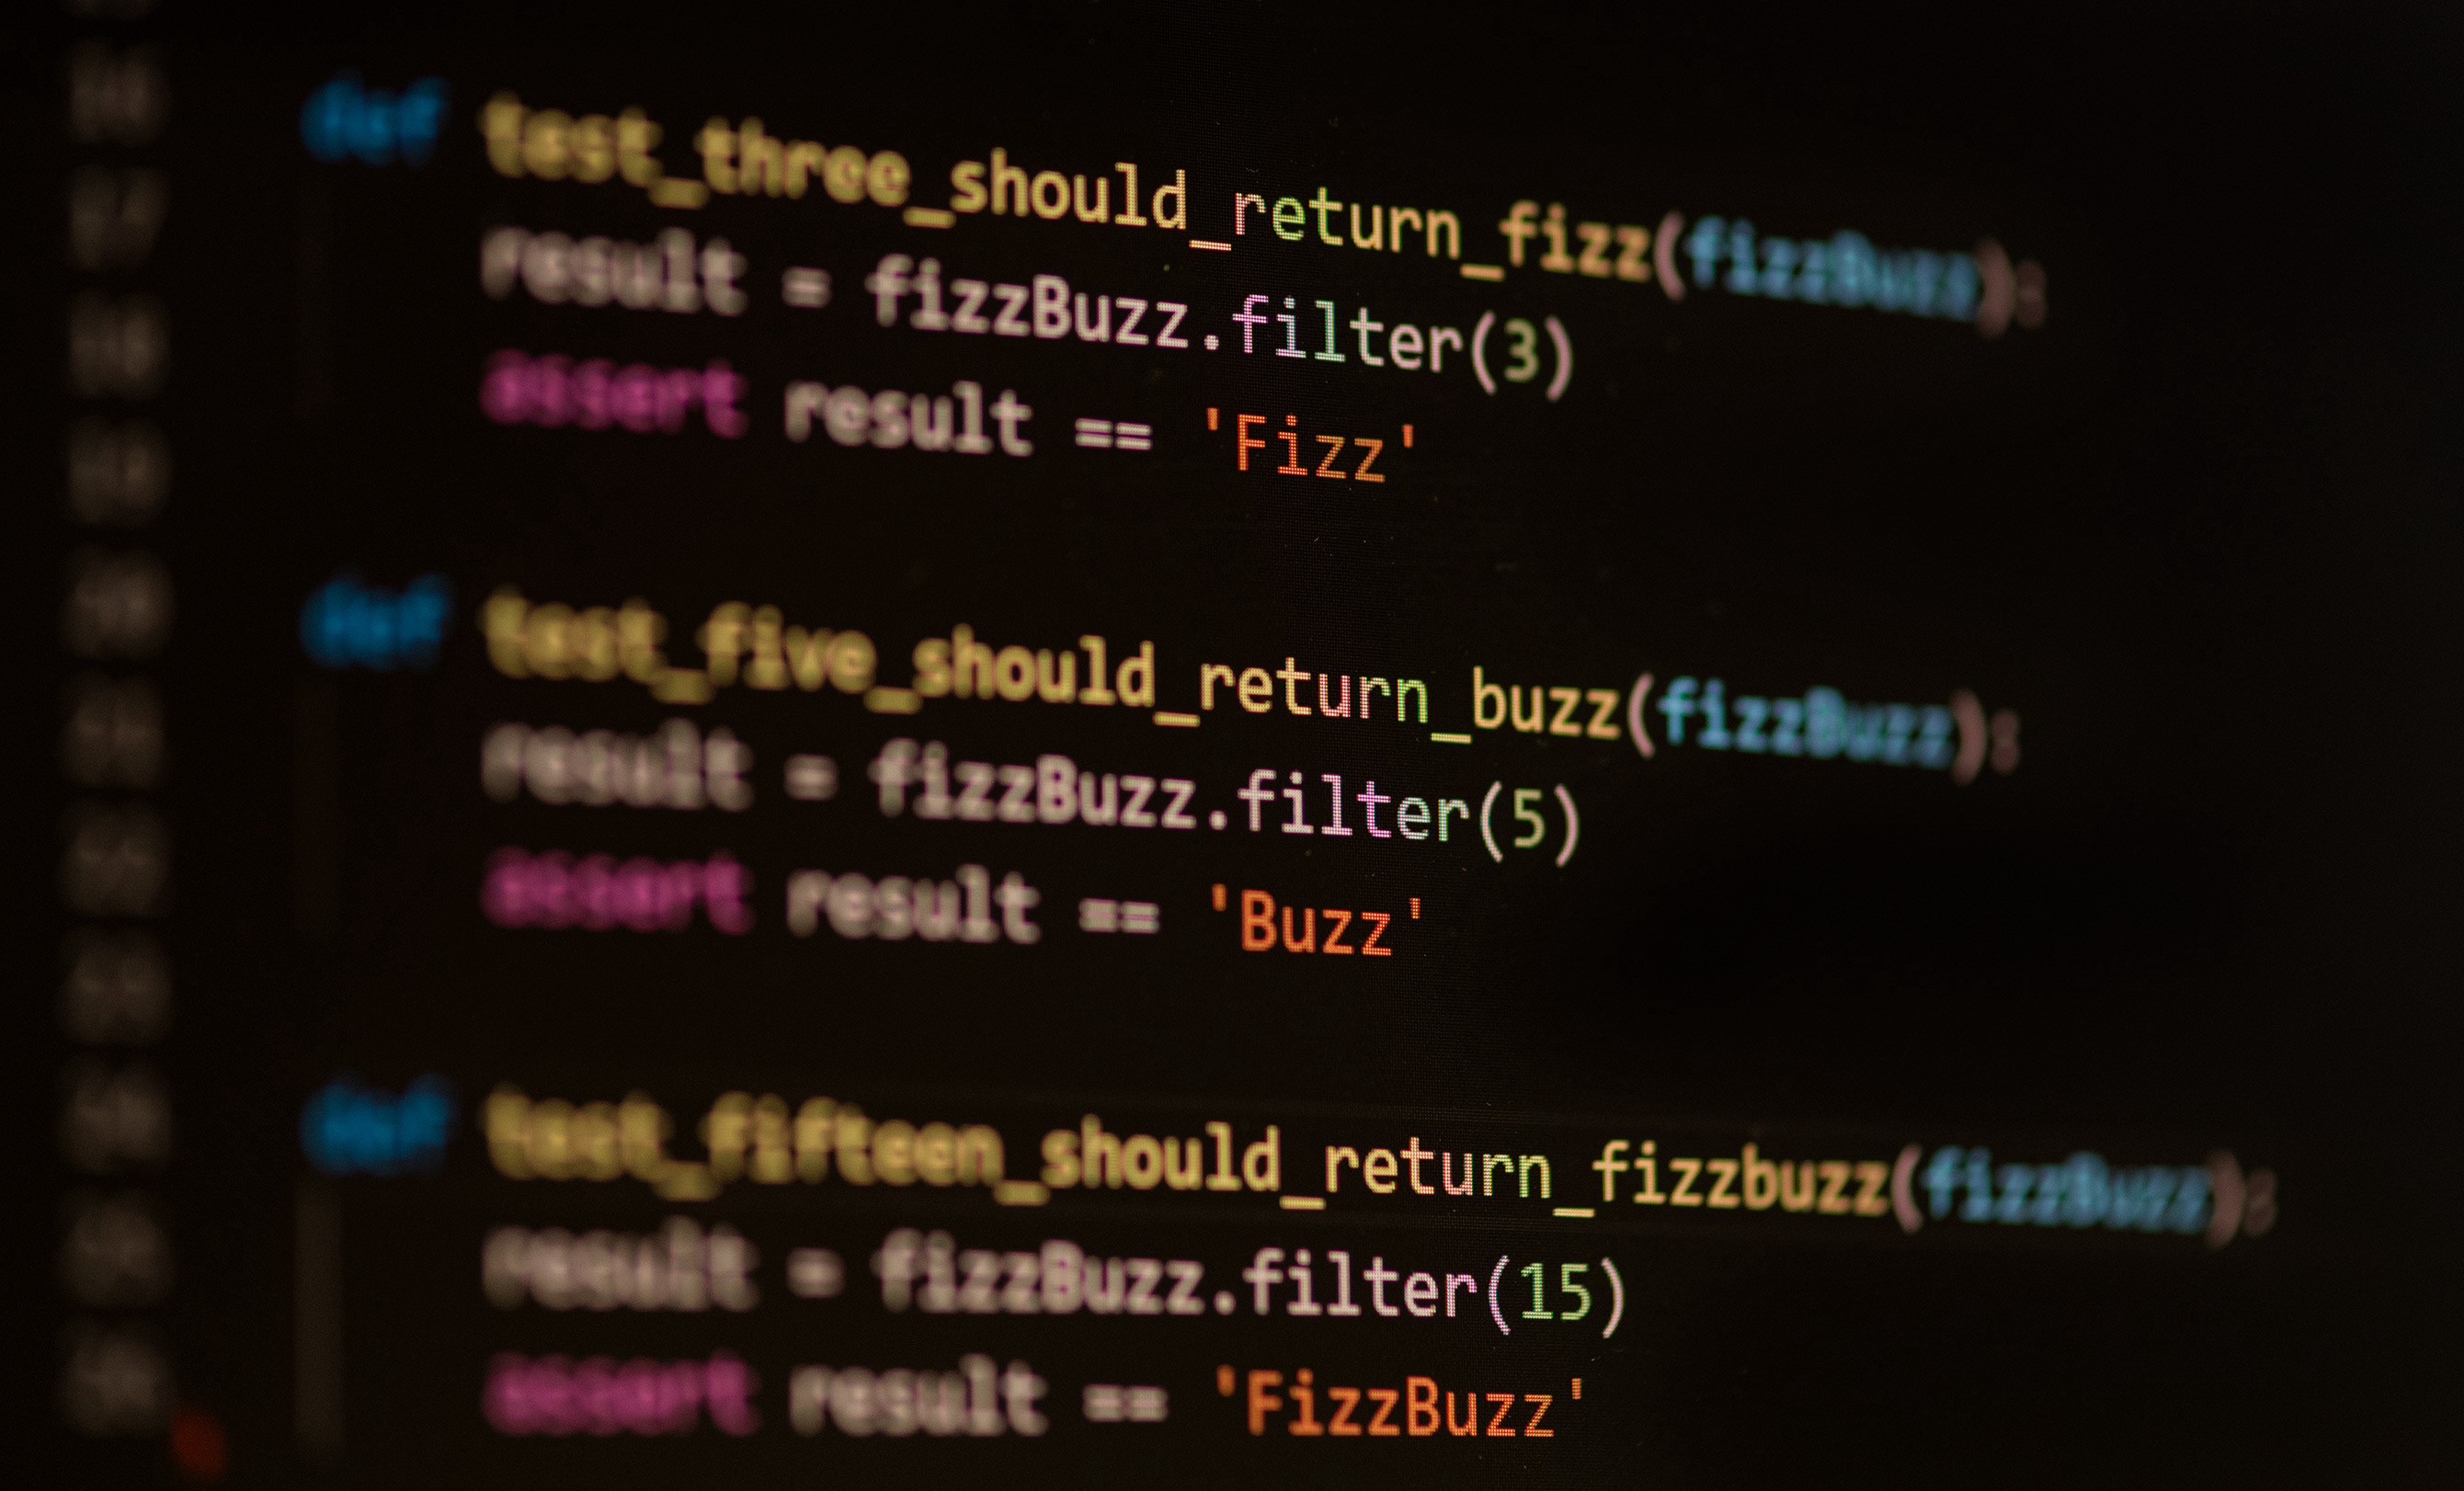 def test_three_should_return_fizz(fizzBuzz):
result = fizzBuzz.filter(3)
assert result == 'Fizz'
def test_five_should_return_buzz(fizzBuzz):
result = fizzBuzz.filter(5)
assert result == 'Buzz'
def test_fifteen_should_return_fizzbuzz(fizzBuzz):
result = fizzBuzz.filter(15)
assert result == 'FizzBuzz'